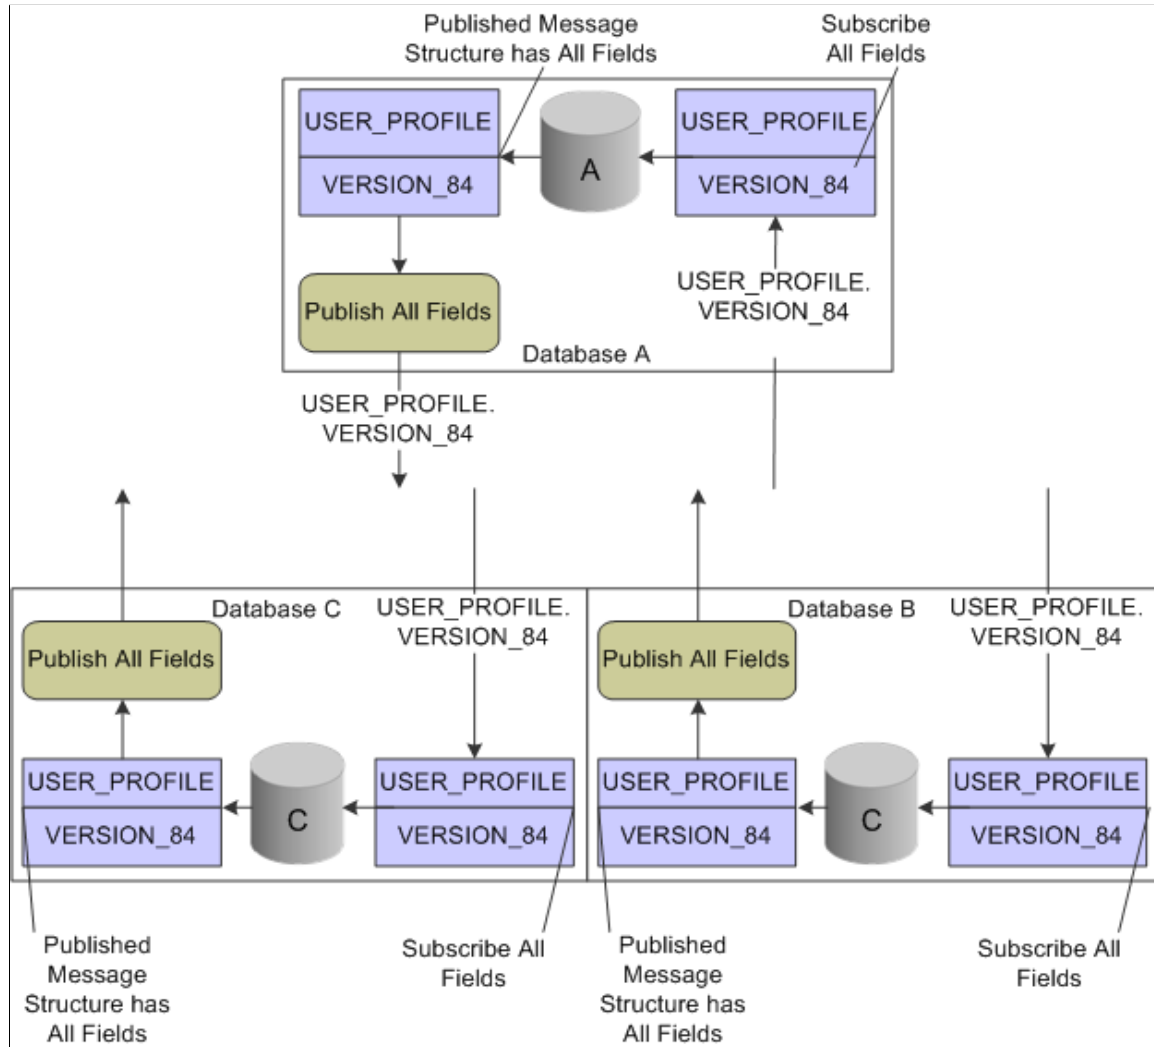 Published Message
Structure has All Fields
Subscribe
All Fields
USER_PROFILE
VERSION_84
A
USER_PROFILE
VERSION_84
Publish All Fields
USER_PROFILE.
VERSION_84
Database A
USER_PROFILE.
VERSION_84
Database C
USER_PROFILE.
VERSION_84
Publish All Fields
USER_PROFILE
VERSION_84
C
USER_PROFILE
VERSION_84
Database B
USER_PROFILE.
VERSION_84
Publish All Fields
USER_PROFILE
VERSION_84
C
USER_PROFILE
VERSION_84
Published
Message
Structure has
All Fields
Subscribe All
Fields
Published
Message
Structure has
All Fields
Subscribe All
Fields